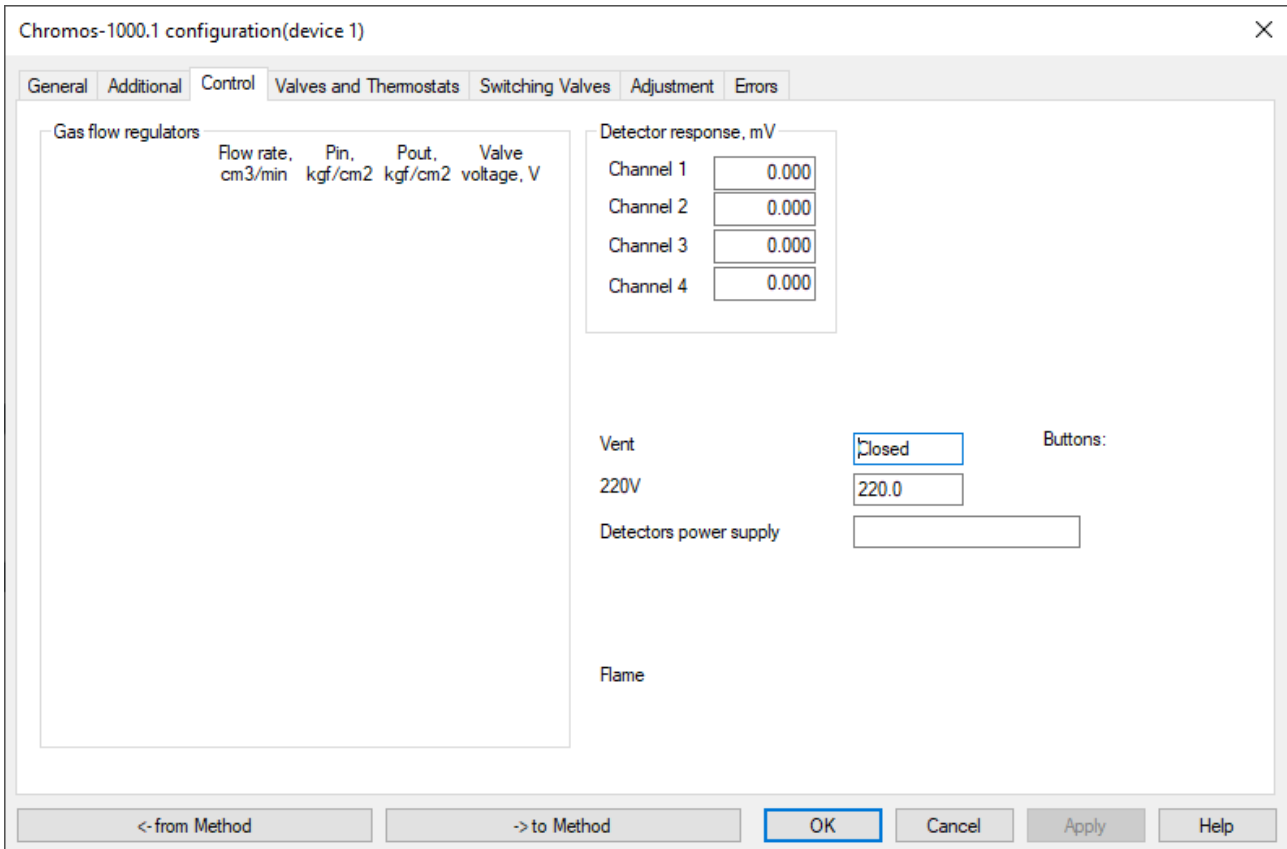 Chromos-1000.1 configuration(device 1)
General Additional Control Valves and Thermostats Switching Valves Adjustment Errors
Gas flow regulators
Flow rate, Pin, Pout, Valve
cm3/min kgf/cm2 kgf/cm2 voltage, V
Detector response, mV
Channel 1 0.000
Channel 2 0.000
Channel 3 0.000
Channel 4 0.000
Vent Closed Buttons:
220V 220.0
Detectors power supply
Flame
<-from Method -> to Method OK Cancel Apply Help